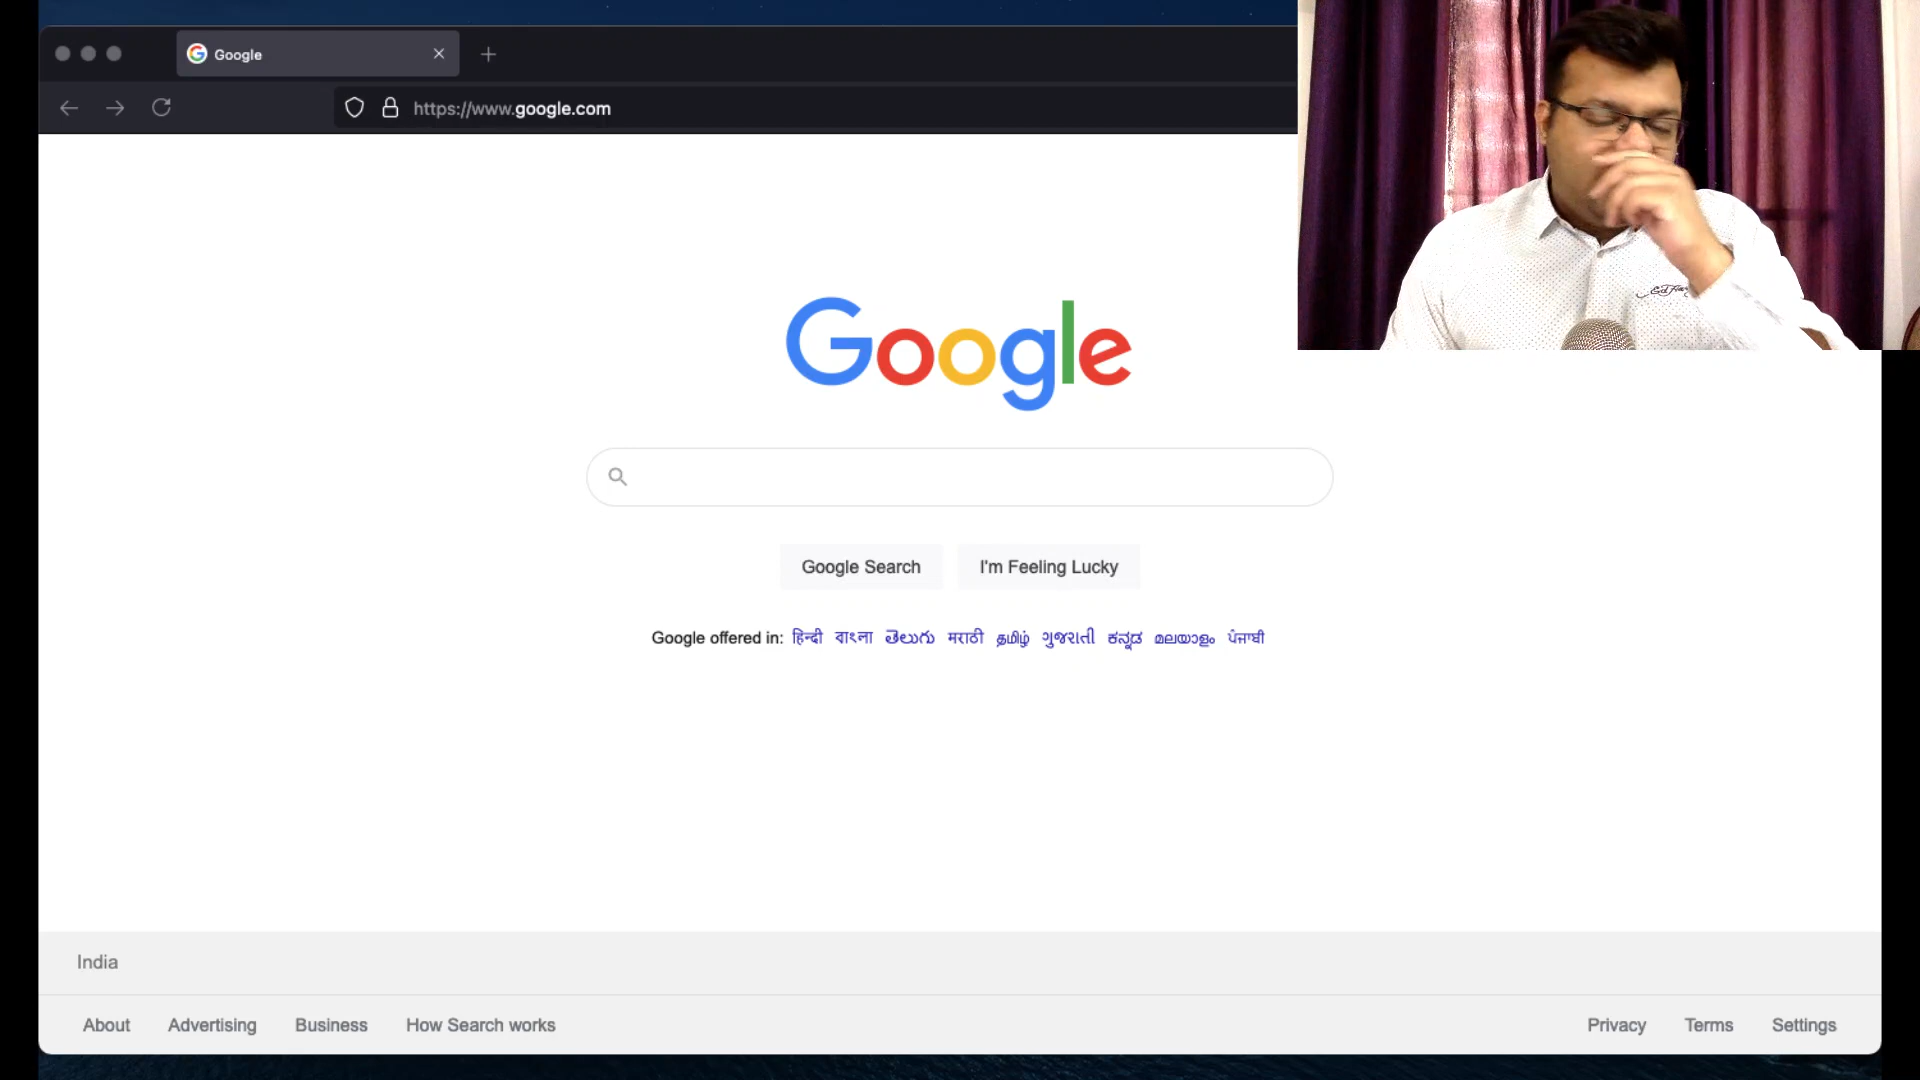 Google
https://www.google.com
Google
Google Search
I'm Feeling Lucky
Google offered in: हिन्दी বাংলা తెలుగు मराठी தமிழ் ગુજરાતી ಕನ್ನಡ മലയാളം ਪੰਜਾਬੀ
India
About Advertising Business How Search works Privacy Terms Settings